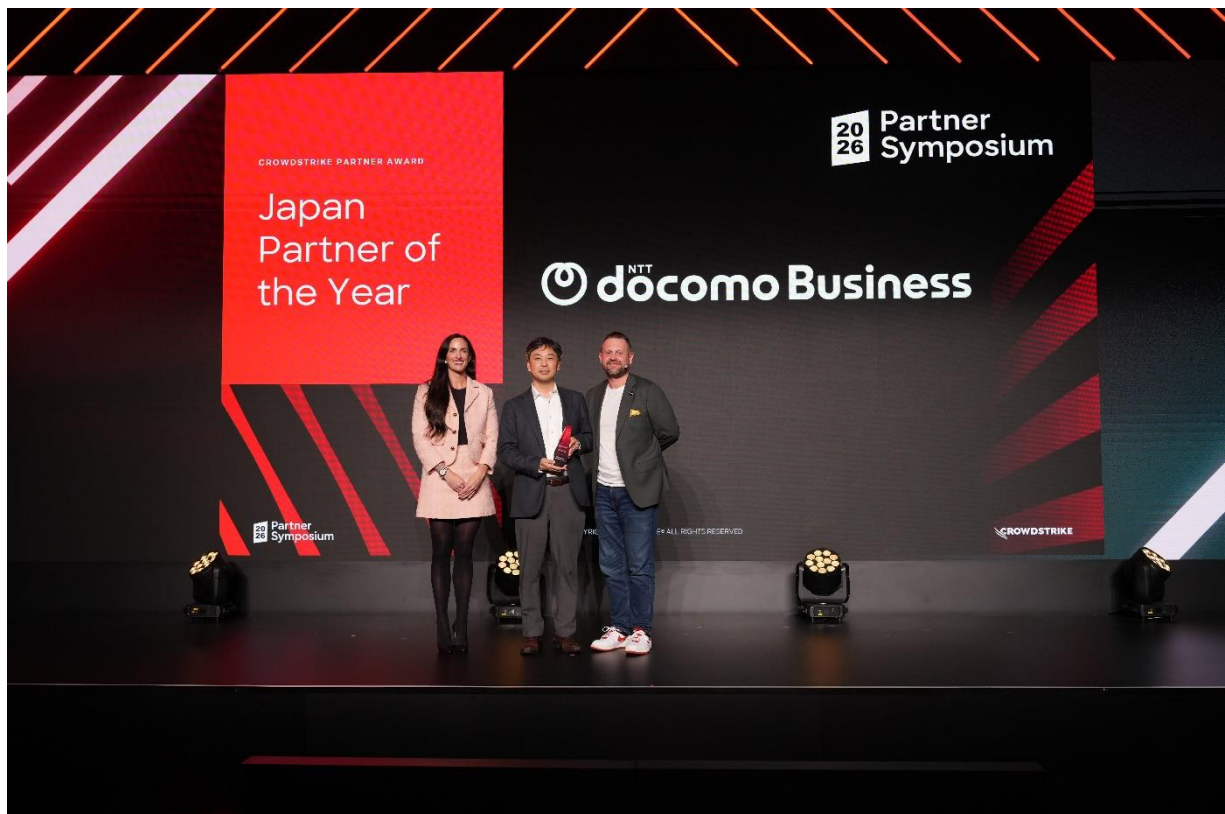 CROWDSTRIKE PARTNER AWARD
Japan
Partner of
the Year
20
26
Partner
Symposium
NTT
döcomo Business
20
26
Partner
Symposium
ALL RIGHTS RESERVED
CROWDSTRIKE